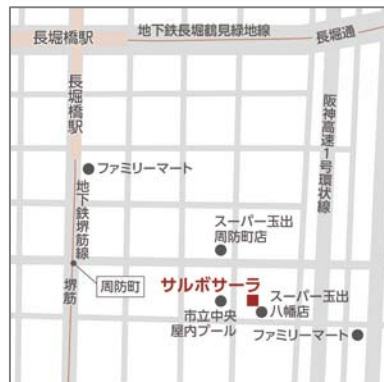 長堀橋駅
地下鉄長堀鶴見緑地線
長堀通
長堀橋駅
阪神高速1号環状線
ファミリーマート
地下鉄堺筋線
スーパー玉出
周防町店
周防町
堺筋
サルボサーラ
市立中央
屋内プール
スーパー玉出
八幡店
ファミリーマート